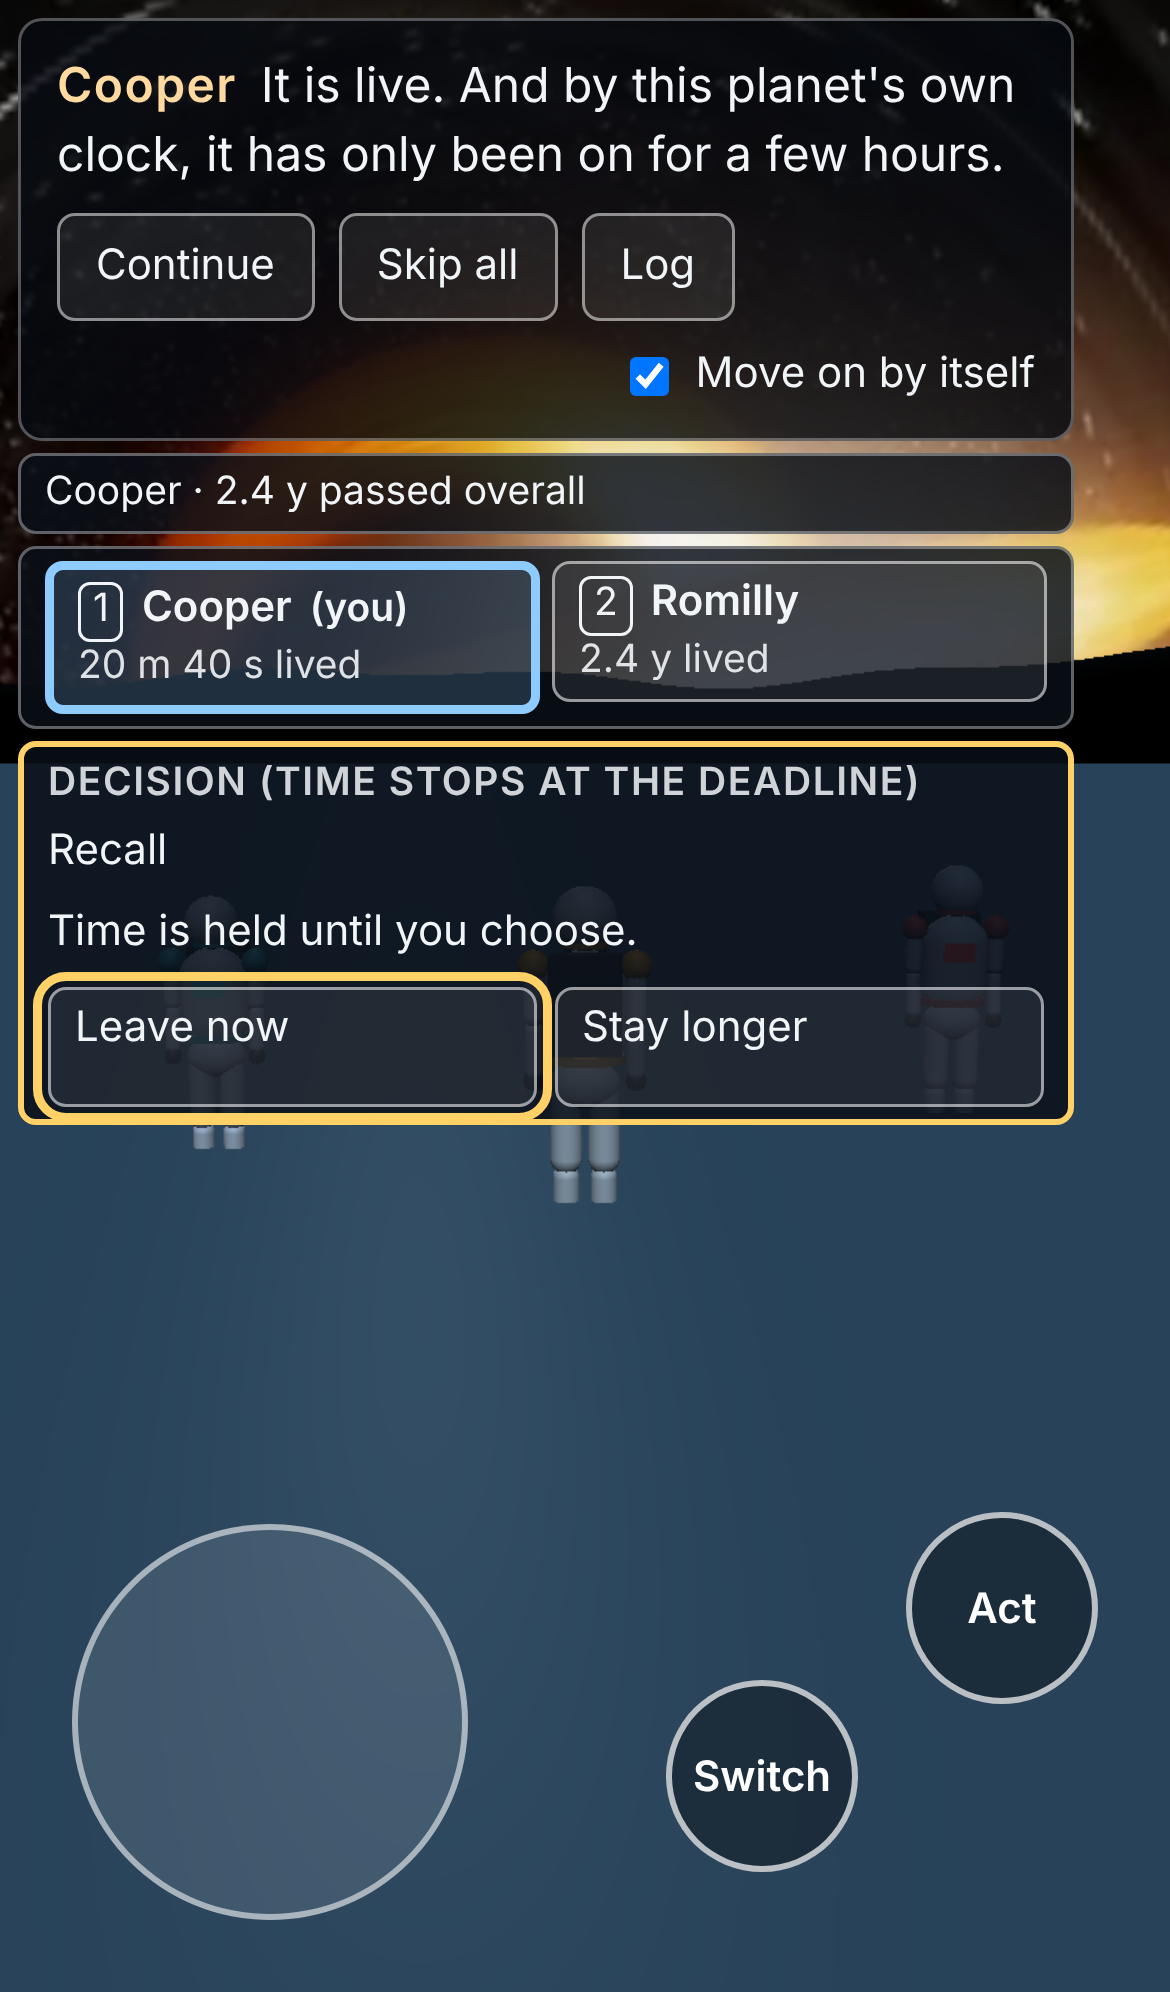 Cooper It is live. And by this planet's own
clock, it has only been on for a few hours.
Continue Skip all Log
Move on by itself
Cooper · 2.4 y passed overall
1 Cooper (you)
20 m 40 s lived
2 Romilly
2.4 y lived
DECISION (TIME STOPS AT THE DEADLINE)
Recall
Time is held until you choose.
Leave now Stay longer
Act
Switch